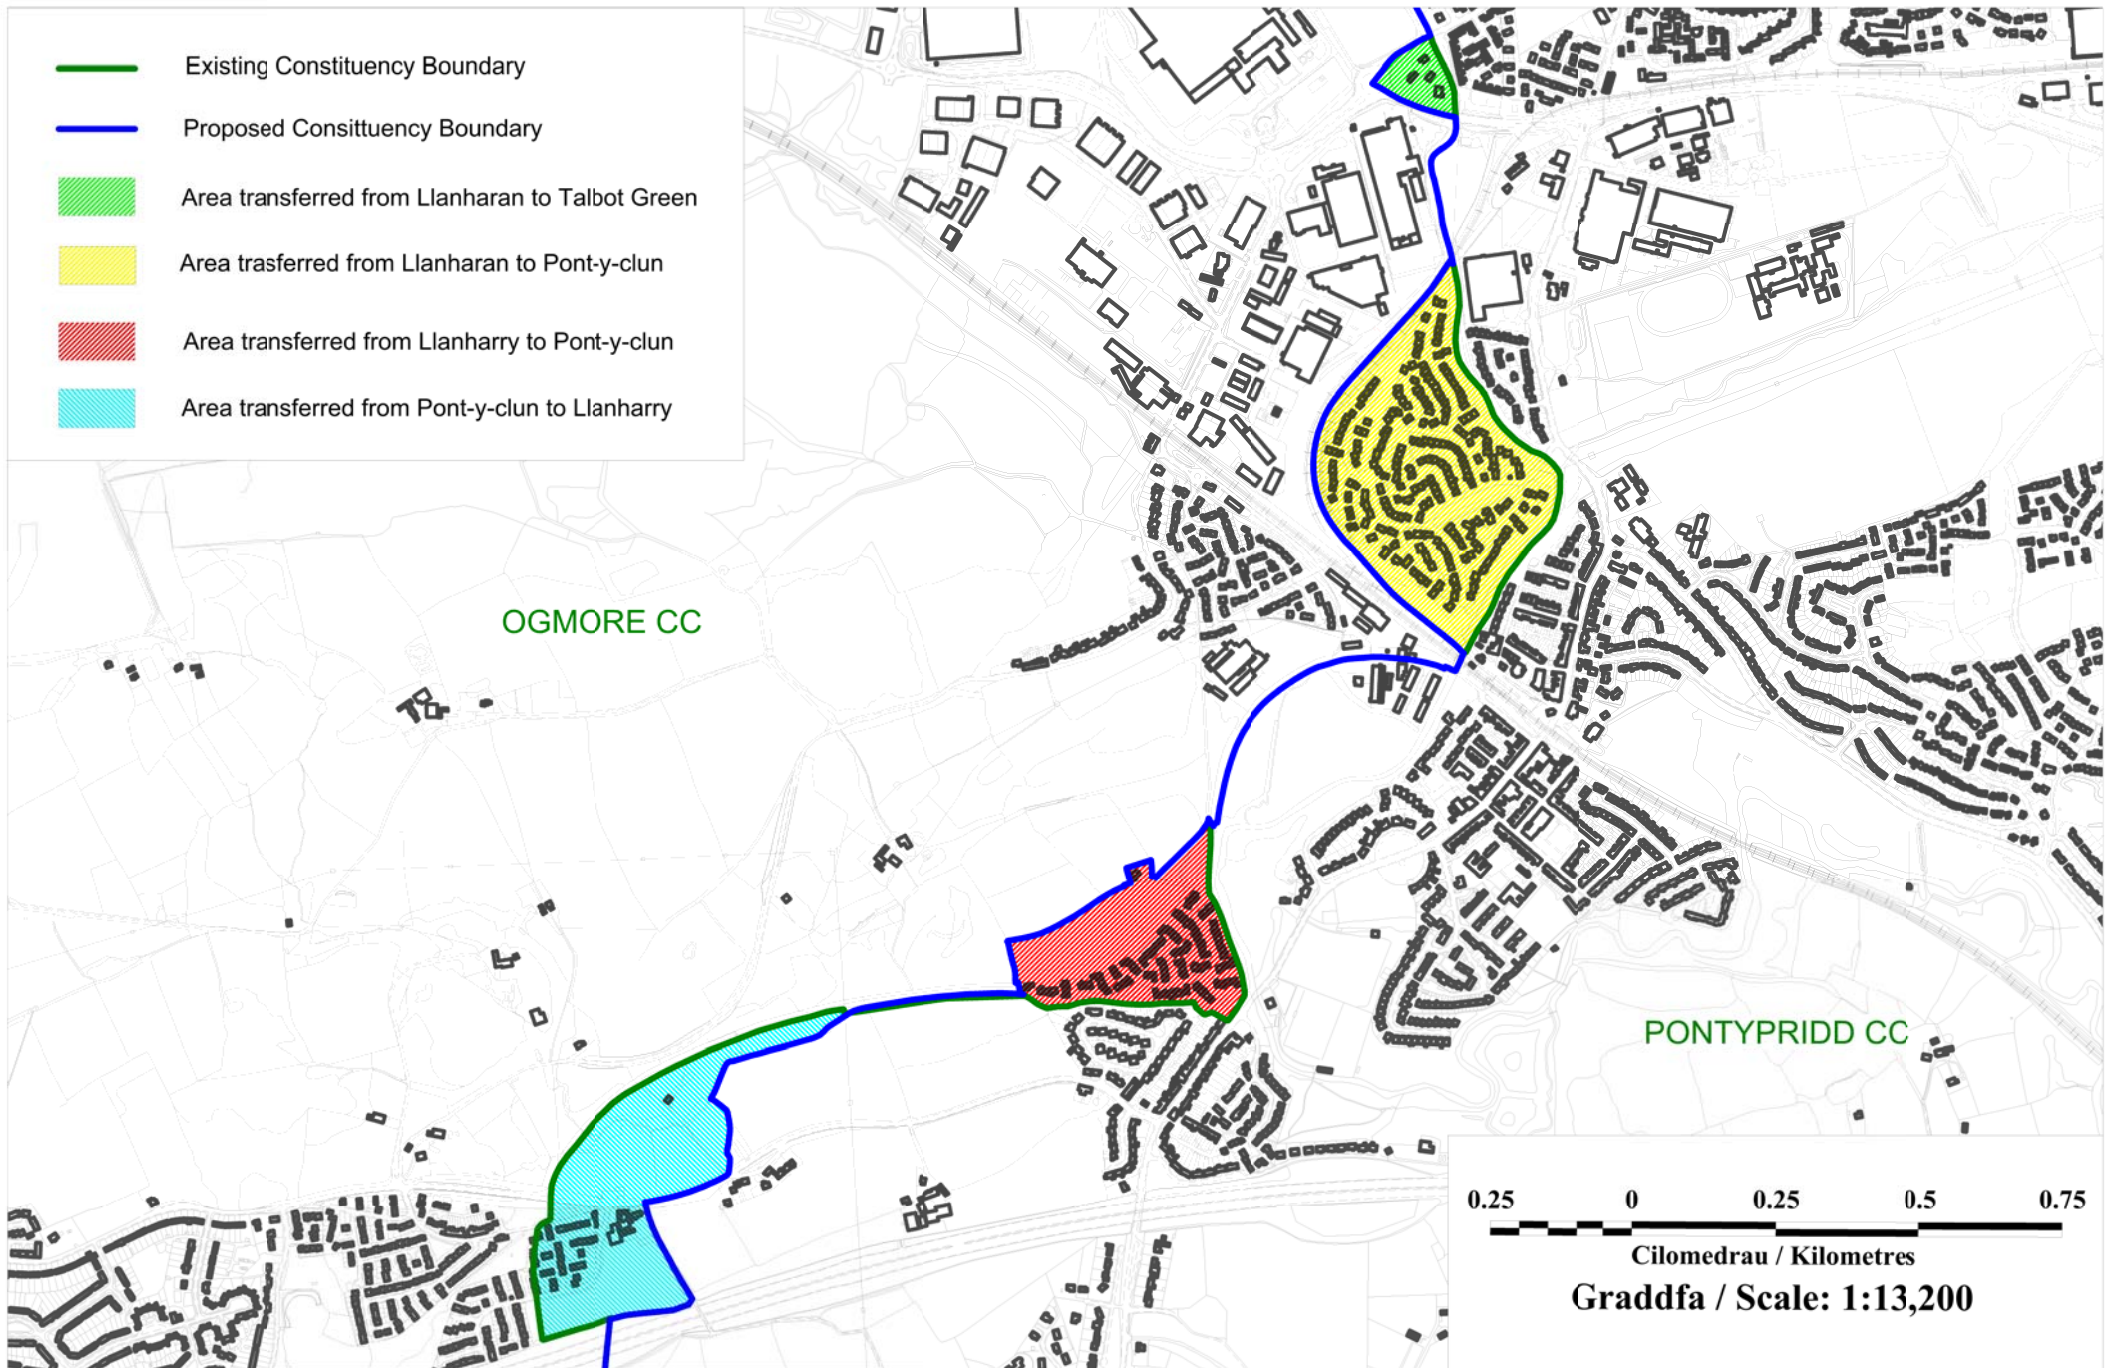 Existing Constituency Boundary
Proposed Consittuency Boundary
Area transferred from Llanharan to Talbot Green
Area trasferred from Llanharan to Pont-y-clun
Area transferred from Llanharry to Pont-y-clun
Area transferred from Pont-y-clun to Llanharry
OGMORE CC
PONTYPRIDD CC
0.25 0 0.25 0.5 0.75
Cilomedrau / Kilometres
Graddfa / Scale: 1:13,200